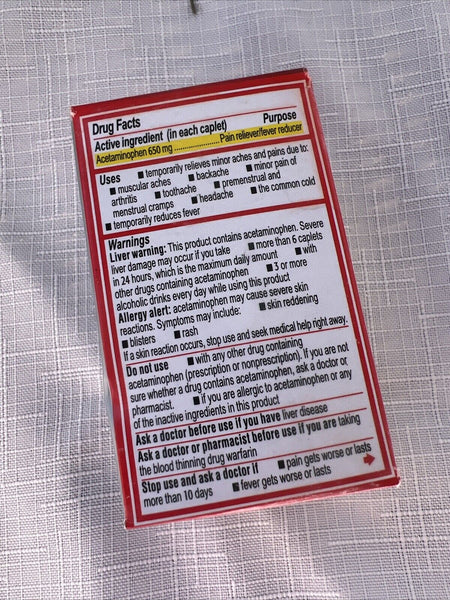 Drug Facts
Active ingredient (in each caplet) Purpose
Acetaminophen 650 mg ..................... Pain reliever/fever reducer
Uses ■ temporarily relieves minor aches and pains due to:
■ muscular aches ■ backache ■ minor pain of
arthritis ■ toothache ■ premenstrual and
menstrual cramps ■ headache ■ the common cold
■ temporarily reduces fever
Warnings
Liver warning: This product contains acetaminophen. Severe
liver damage may occur if you take ■ more than 6 caplets
in 24 hours, which is the maximum daily amount ■ with
other drugs containing acetaminophen ■ 3 or more
alcoholic drinks every day while using this product
Allergy alert: acetaminophen may cause severe skin
reactions. Symptoms may include: ■ skin reddening
■ blisters ■ rash
If a skin reaction occurs, stop use and seek medical help right away.
Do not use ■ with any other drug containing
acetaminophen (prescription or nonprescription). If you are not
sure whether a drug contains acetaminophen, ask a doctor or
pharmacist. ■ if you are allergic to acetaminophen or any
of the inactive ingredients in this product
Ask a doctor before use if you have liver disease
Ask a doctor or pharmacist before use if you are taking
the blood thinning drug warfarin
Stop use and ask a doctor if ■ pain gets worse or lasts
more than 10 days ■ fever gets worse or lasts